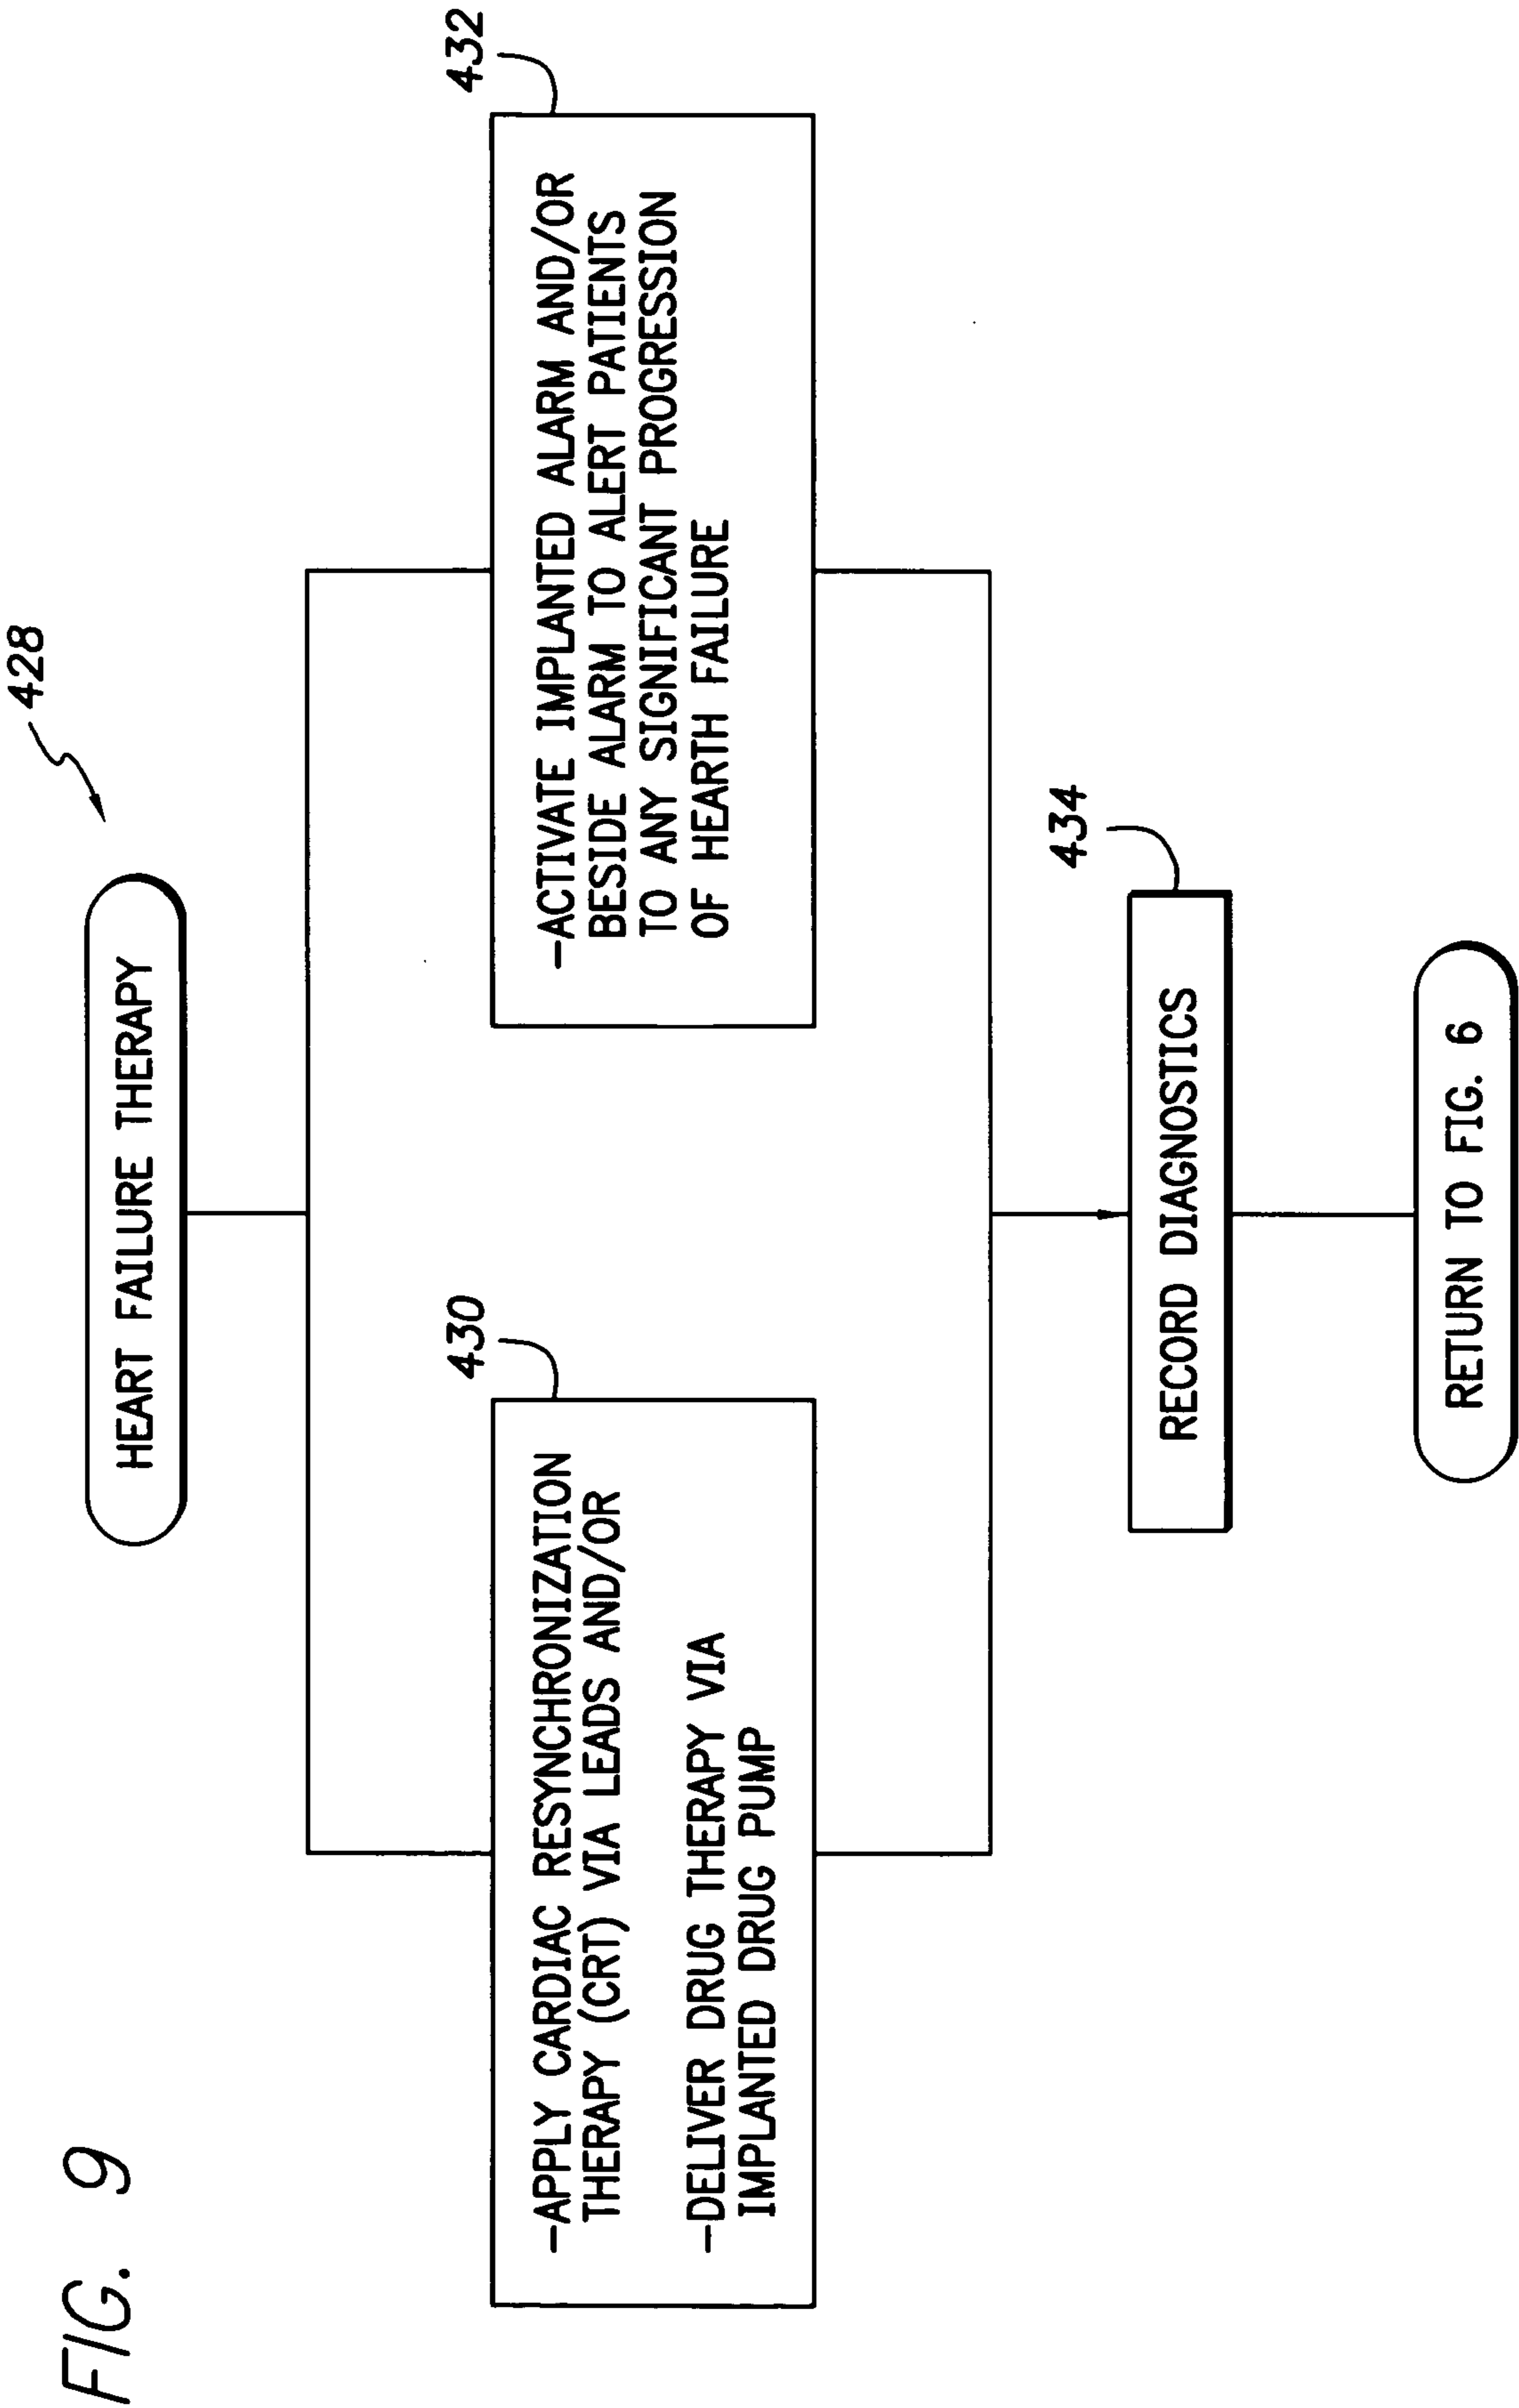 FIG. 9
428
HEART FAILURE THERAPY
430
-APPLY CARDIAC RESYNCHRONIZATION
THERAPY (CRT) VIA LEADS AND/OR
-DELIVER DRUG THERAPY VIA
IMPLANTED DRUG PUMP
432
-ACTIVATE IMPLANTED ALARM AND/OR
BESIDE ALARM TO ALERT PATIENTS
TO ANY SIGNIFICANT PROGRESSION
OF HEARTH FAILURE
434
RECORD DIAGNOSTICS
RETURN TO FIG. 6